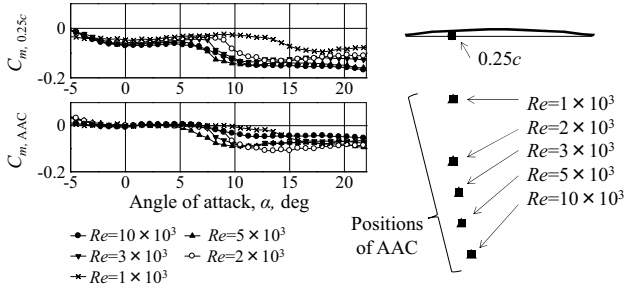 0
-0.2
C_{m, 0.25c}
0
-0.2
C_{m, AAC}
-5 0 5 10 15 20
Angle of attack, α, deg
Re=10 × 10³ Re=5 × 10³
Re=3 × 10³ Re=2 × 10³
Re=1 × 10³
0.25c
Re=1 × 10³
Re=2 × 10³
Re=3 × 10³
Re=5 × 10³
Re=10 × 10³
Positions
of AAC